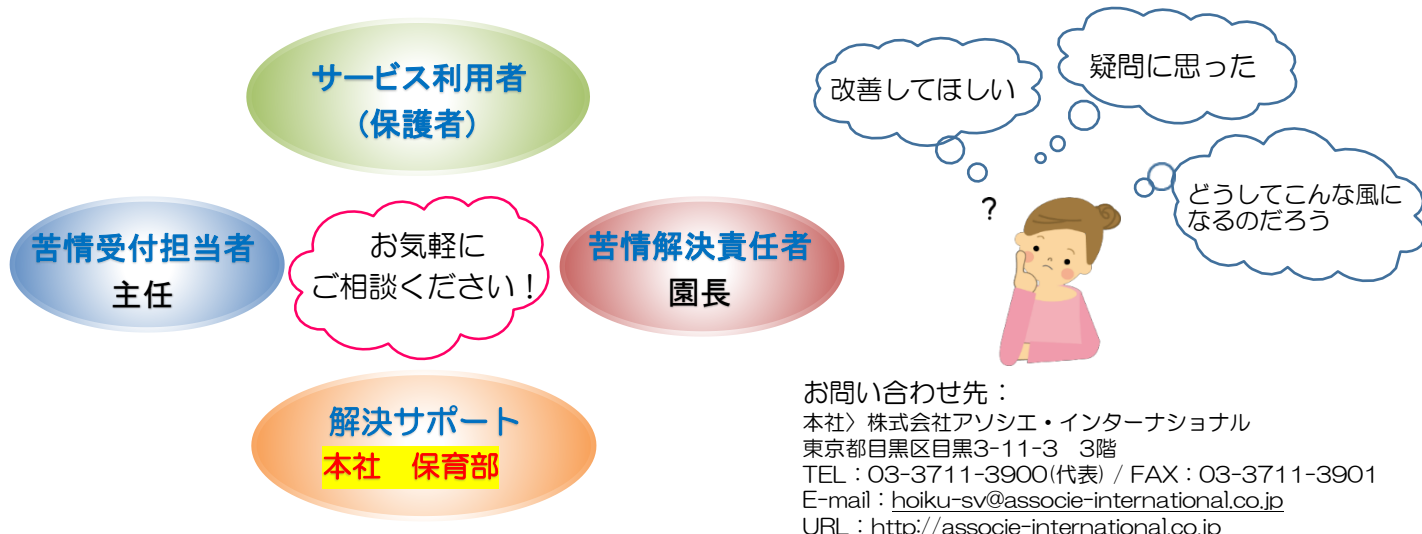 サービス利用者
(保護者)
苦情受付担当者
主任
お気軽に
ご相談ください！
苦情解決責任者
園長
解決サポート
本社　保育部
改善してほしい
疑問に思った
どうしてこんな風に
なるのだろう
?
お問い合わせ先：
本社〉株式会社アソシエ・インターナショナル
東京都目黒区目黒3-11-3　3階
TEL：03-3711-3900(代表) / FAX：03-3711-3901
E-mail：hoiku-sv@associe-international.co.jp
URL：http://associe-international.co.jp